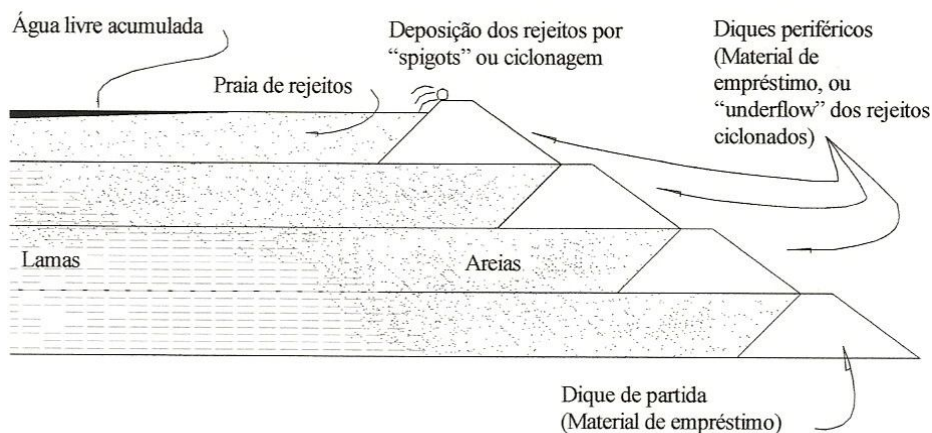 Água livre acumulada
Deposição dos rejeitos por
“spigots” ou ciclonagem
Diques periféricos
(Material de
empréstimo, ou
“underflow” dos rejeitos
ciclonados)
Praia de rejeitos
Lamas
Areias
Dique de partida
(Material de empréstimo)